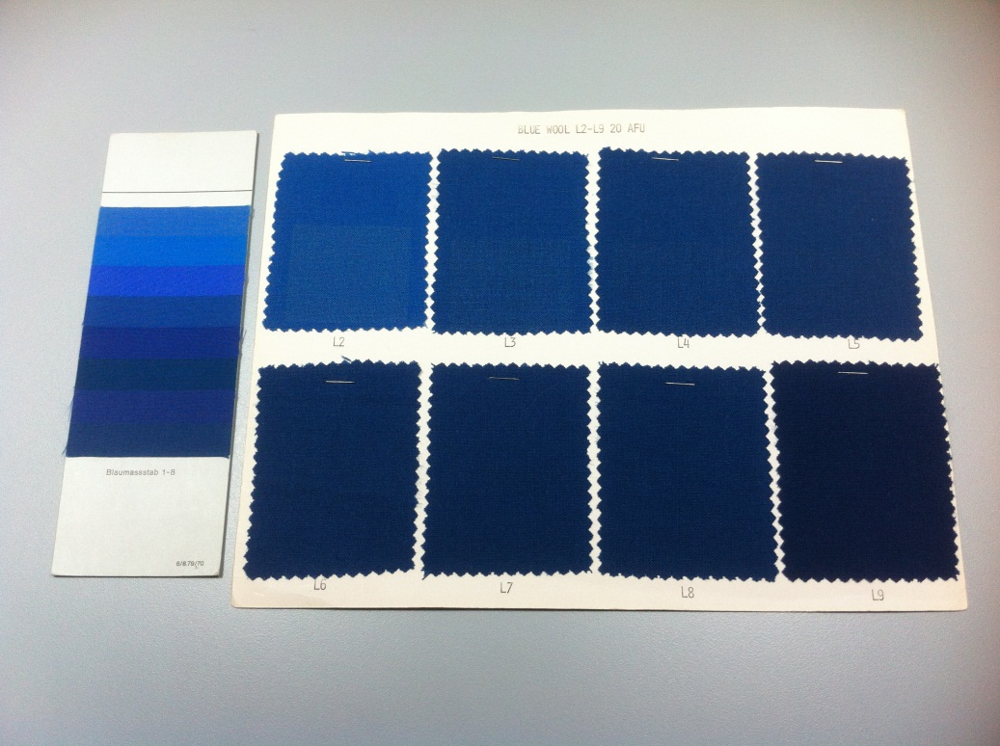 BLUE WOOL L2-L9 20 AFU
L2 L3 L4 L5
L6 L7 L8 L9
Blaumassstab 1-8